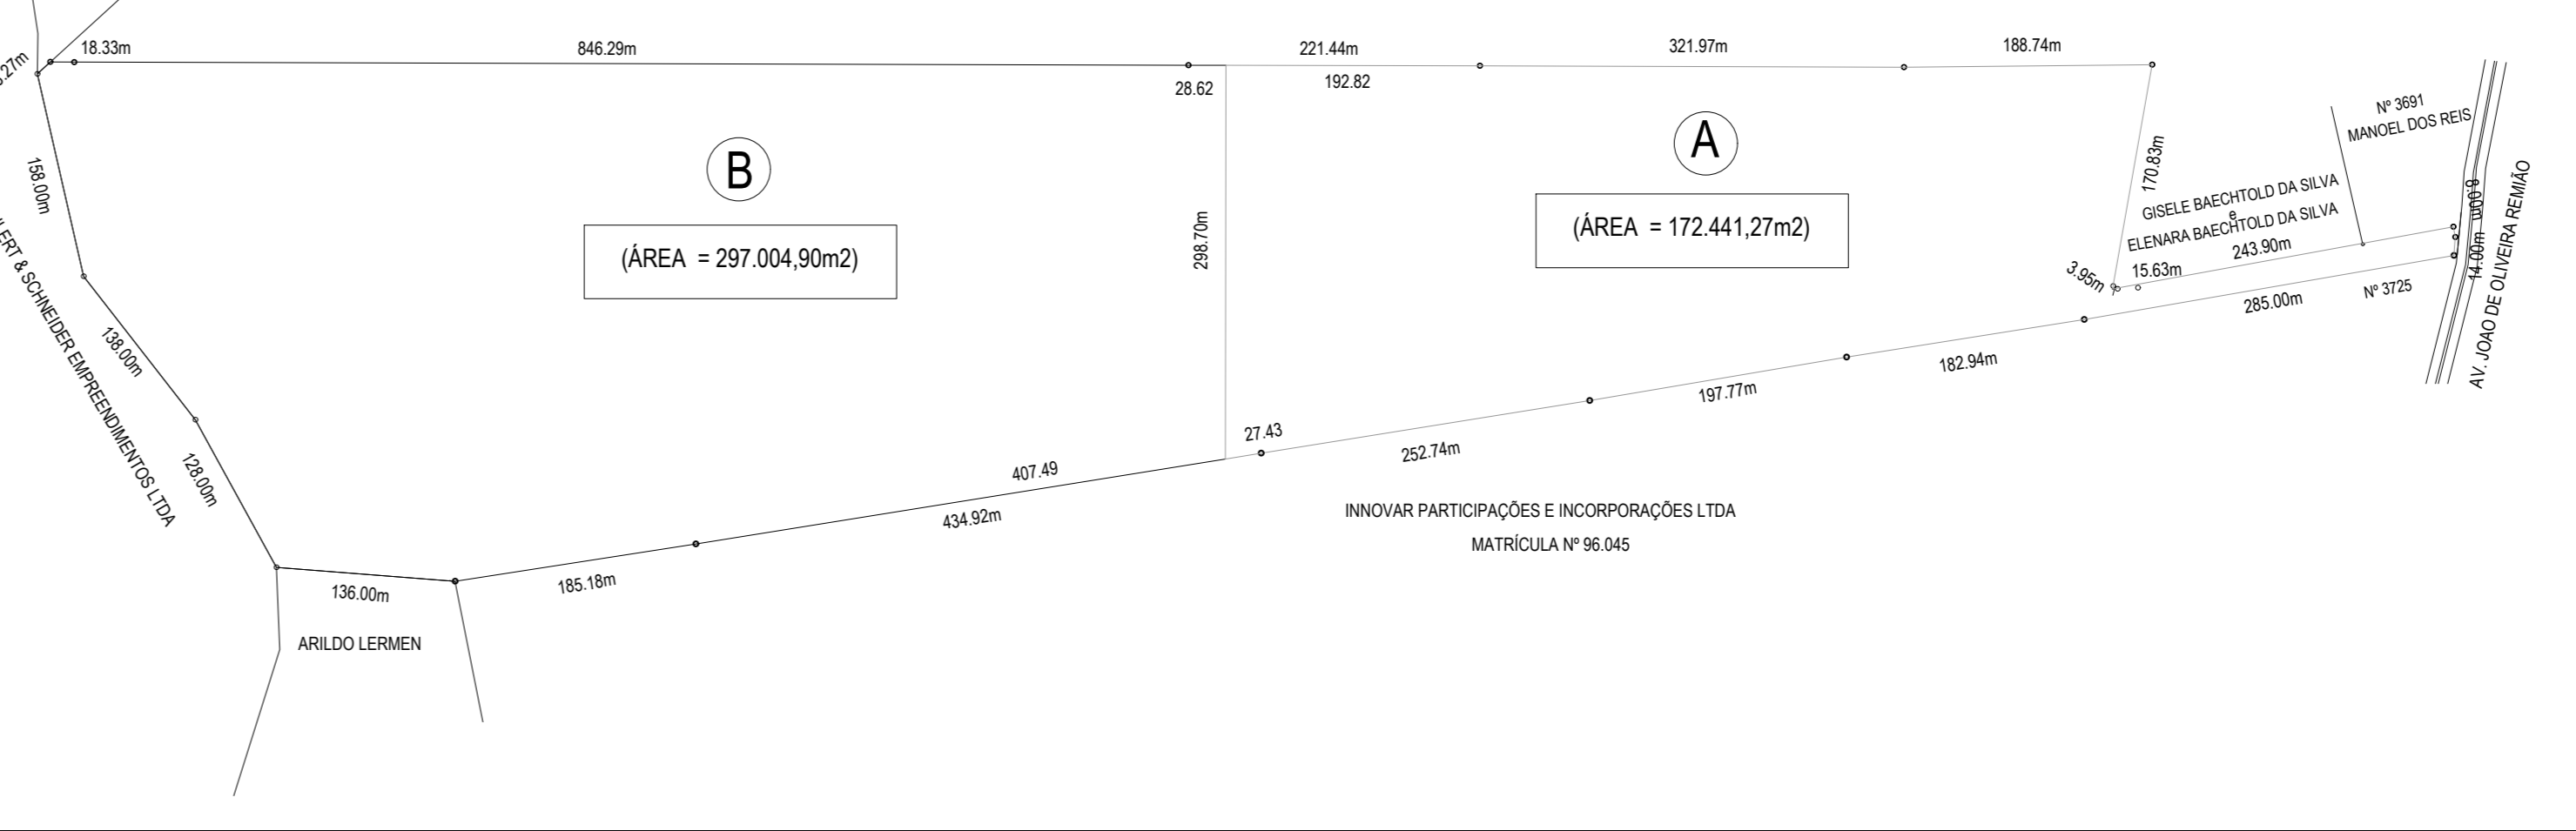 18.33m
846.29m
221.44m
321.97m
188.74m
.27m
28.62
192.82
Nº 3691
MANOEL DOS REIS
B
A
158.00m
170.83m
(ÁREA = 297.004,90m2)
(ÁREA = 172.441,27m2)
298.70m
GISELE BAECHTOLD DA SILVA
e
ELENARA BAECHTOLD DA SILVA
8.00m
14.00m
AV. JOAO DE OLIVEIRA REMIÃO
243.90m
3.95m
15.63m
285.00m
Nº 3725
LERT & SCHNEIDER EMPREENDIMENTOS LTDA
138.00m
182.94m
197.77m
27.43
252.74m
128.00m
407.49
434.92m
INNOVAR PARTICIPAÇÕES E INCORPORAÇÕES LTDA
MATRÍCULA Nº 96.045
136.00m
185.18m
ARILDO LERMEN